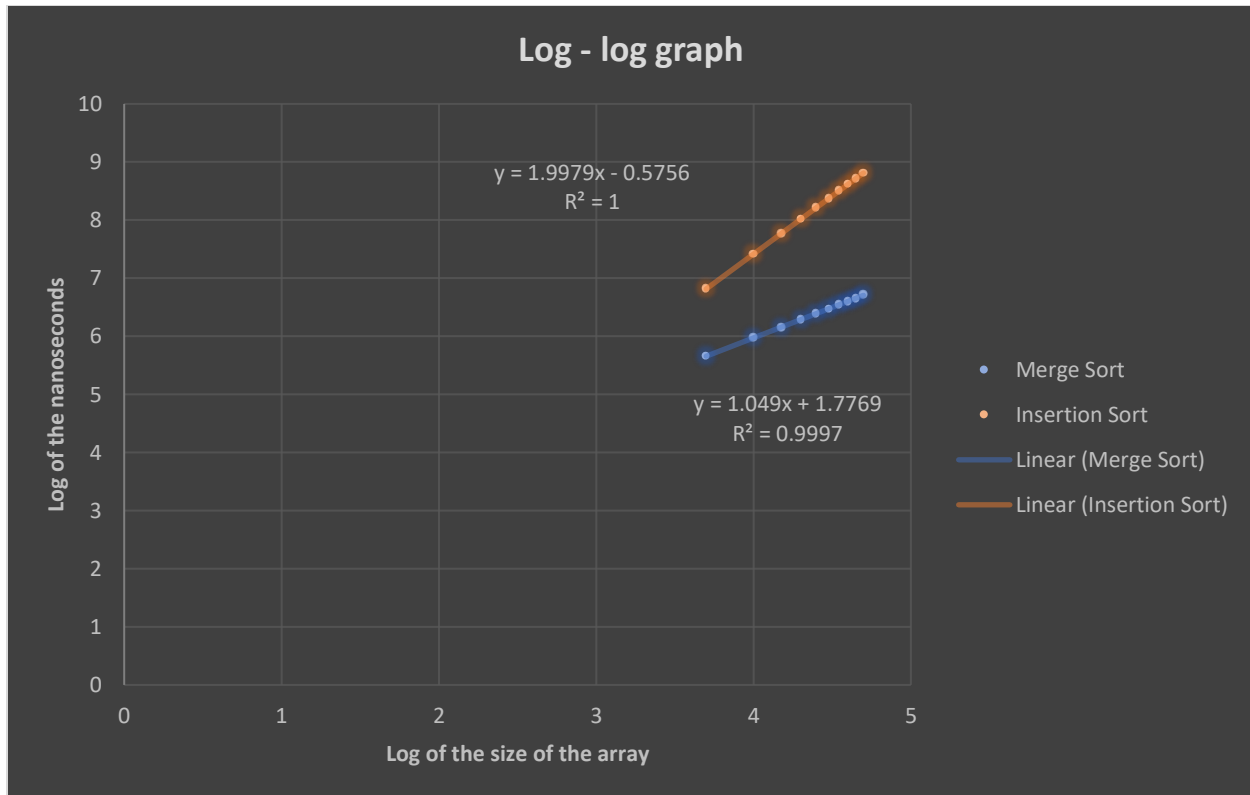 Log - log graph
10
9
8
7
6
5
4
3
2
1
0
Log of the nanoseconds
y = 1.9979x - 0.5756
R² = 1
y = 1.049x + 1.7769
R² = 0.9997
0 1 2 3 4 5
Log of the size of the array
Merge Sort
Insertion Sort
Linear (Merge Sort)
Linear (Insertion Sort)